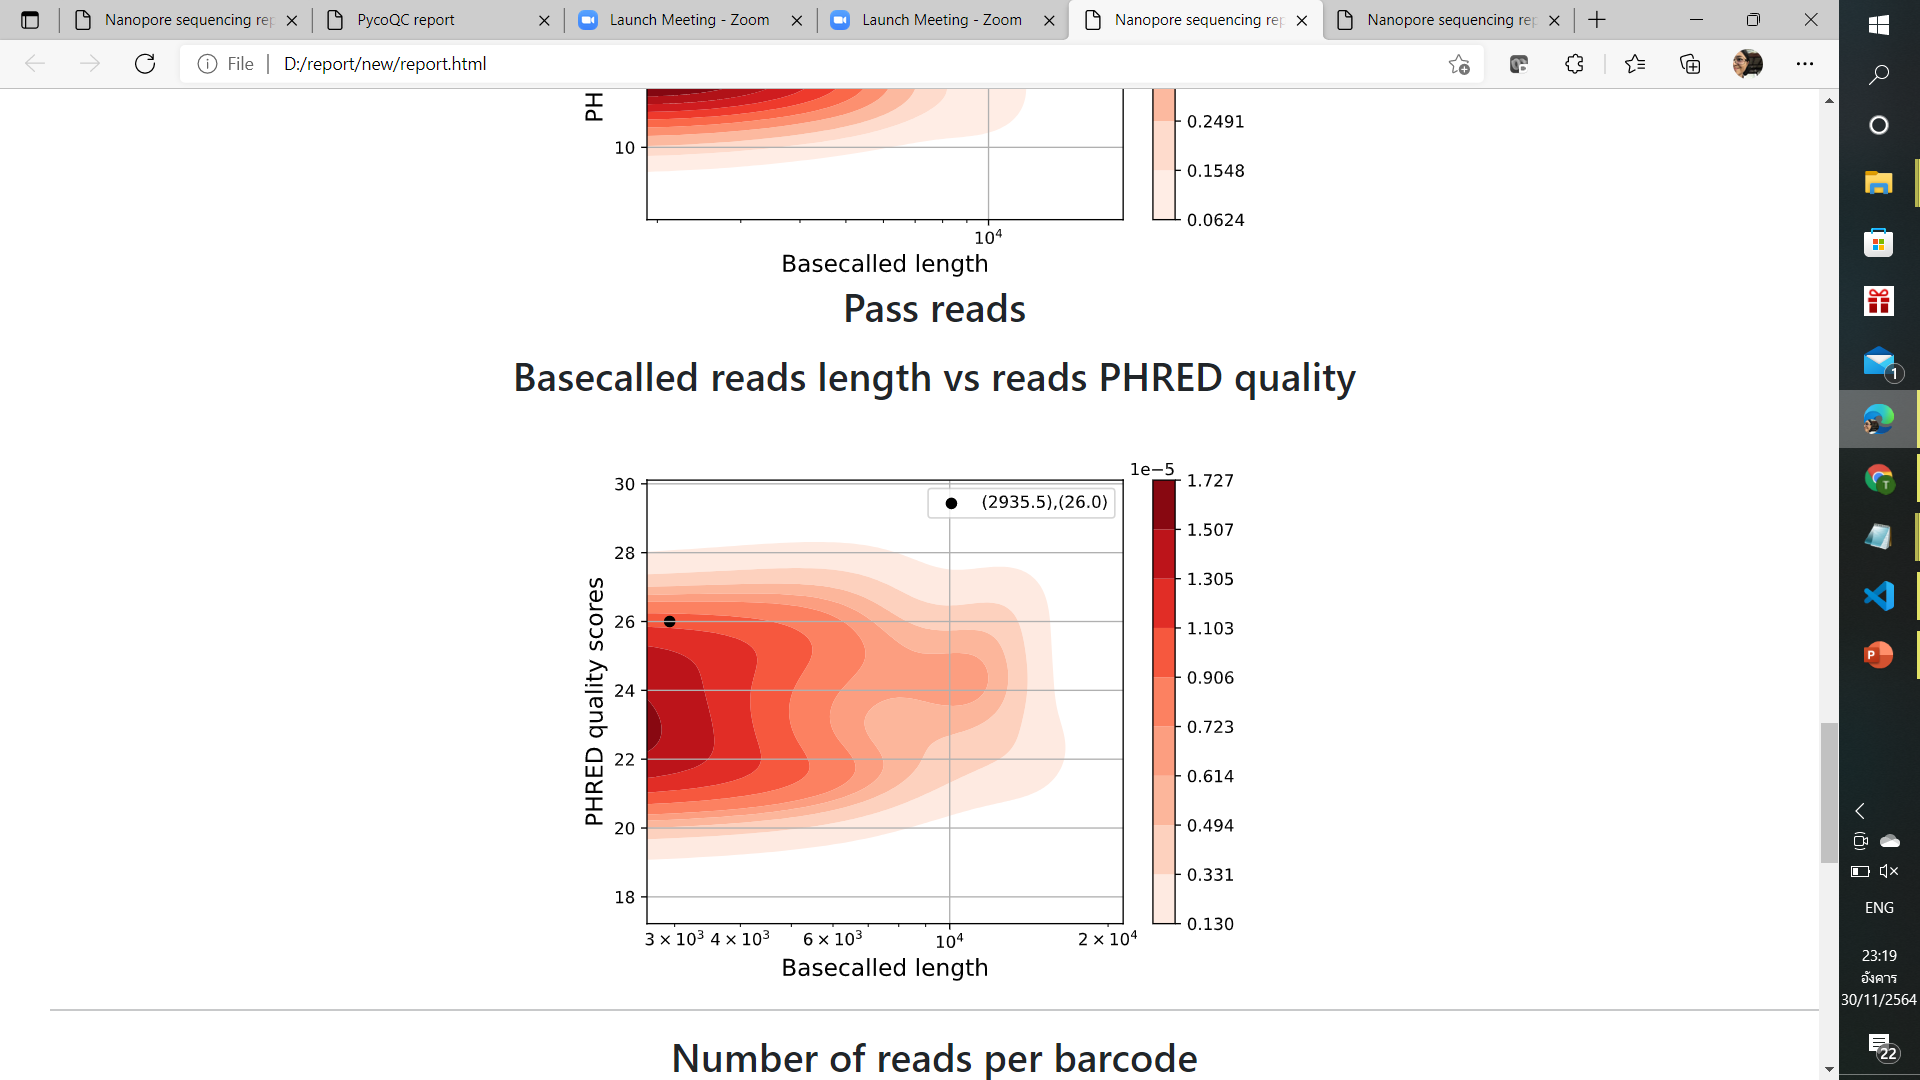 Nanopore sequencing rep
PycoQC report
Launch Meeting - Zoom
Launch Meeting - Zoom
Nanopore sequencing rep
Nanopore sequencing rep
File
D:/report/new/report.html
PH
10
0.2491
0.1548
0.0624
10⁴
Basecalled length
Pass reads
Basecalled reads length vs reads PHRED quality
1e−5
(2935.5),(26.0)
30
28
26
24
22
20
18
PHRED quality scores
1.727
1.507
1.305
1.103
0.906
0.723
0.614
0.494
0.331
0.130
3×10³ 4×10³ 6×10³ 10⁴ 2×10⁴
Basecalled length
Number of reads per barcode
1
T
P
ENG
23:19
อังคาร
30/11/2564
22